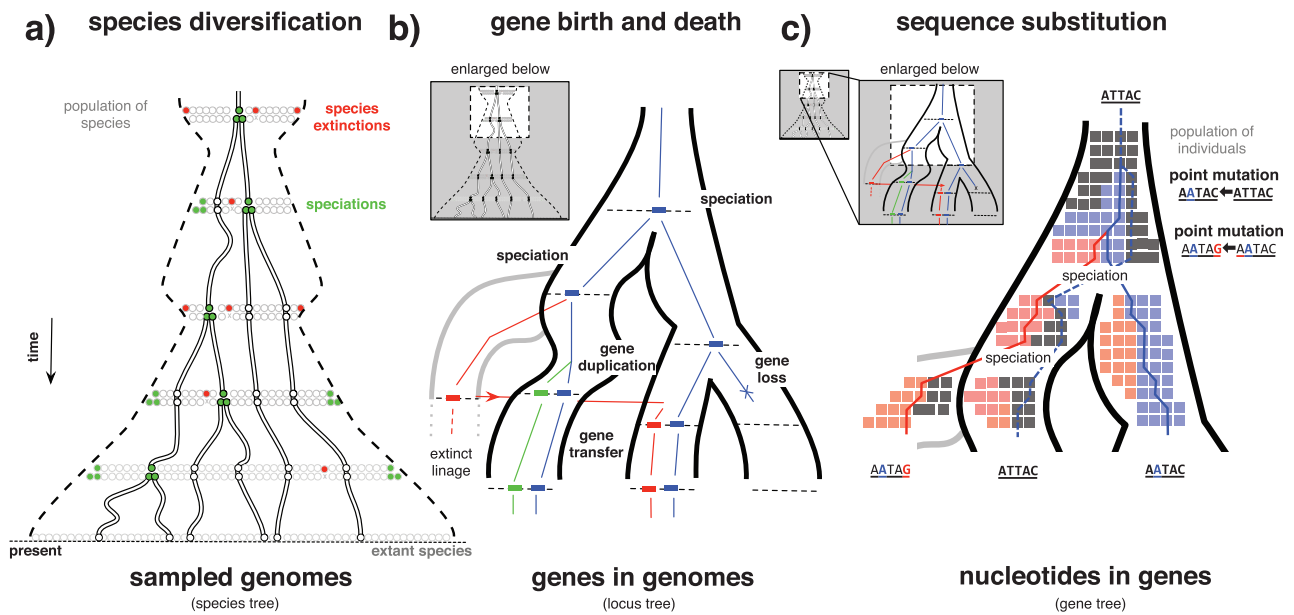 a)
species diversification
population of
species
species
extinctions
speciations
time
present
extant species
sampled genomes
(species tree)
b)
gene birth and death
enlarged below
speciation
speciation
gene
duplication
gene
loss
gene
transfer
extinct
linage
genes in genomes
(locus tree)
c)
sequence substitution
enlarged below
ATTAC
population of
individuals
point mutation
AATAC ATTAC
point mutation
AATAG AATAC
speciation
speciation
AATAG
ATTAC
AATAC
nucleotides in genes
(gene tree)